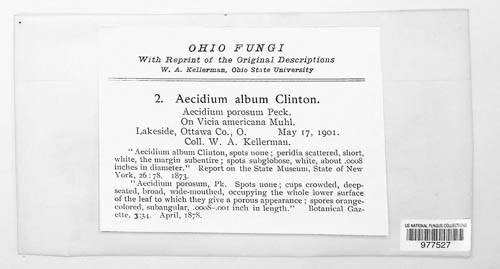 OHIO FUNGI
With Reprint of the Original Descriptions
W. A. Kellerman, Ohio State University
2. Aecidium album Clinton.
Aecidium porosum Peck.
On Vicia americana Muhl.
Lakeside, Ottawa Co., O. May 17, 1901.
Coll. W. A. Kellerman.
"Aecidium album Clinton, spots none; peridia scattered, short,
white, the margin subentire; spots subglobose, white, about .0008
inches in diameter." Report on the State Museum, State of New
York, 26:78. 1873.
"Aecidium porosum, Pk. Spots none; cups crowded, deep-
seated, broad, wide-mouthed, occupying the whole lower surface
of the leaf to which they give a porous appearance; spores orange-
colored, subangular, .0008-.001 inch in length." Botanical Gaz-
ette, 3:34. April, 1878.
US NATIONAL FUNGUS COLLECTIONS
977527